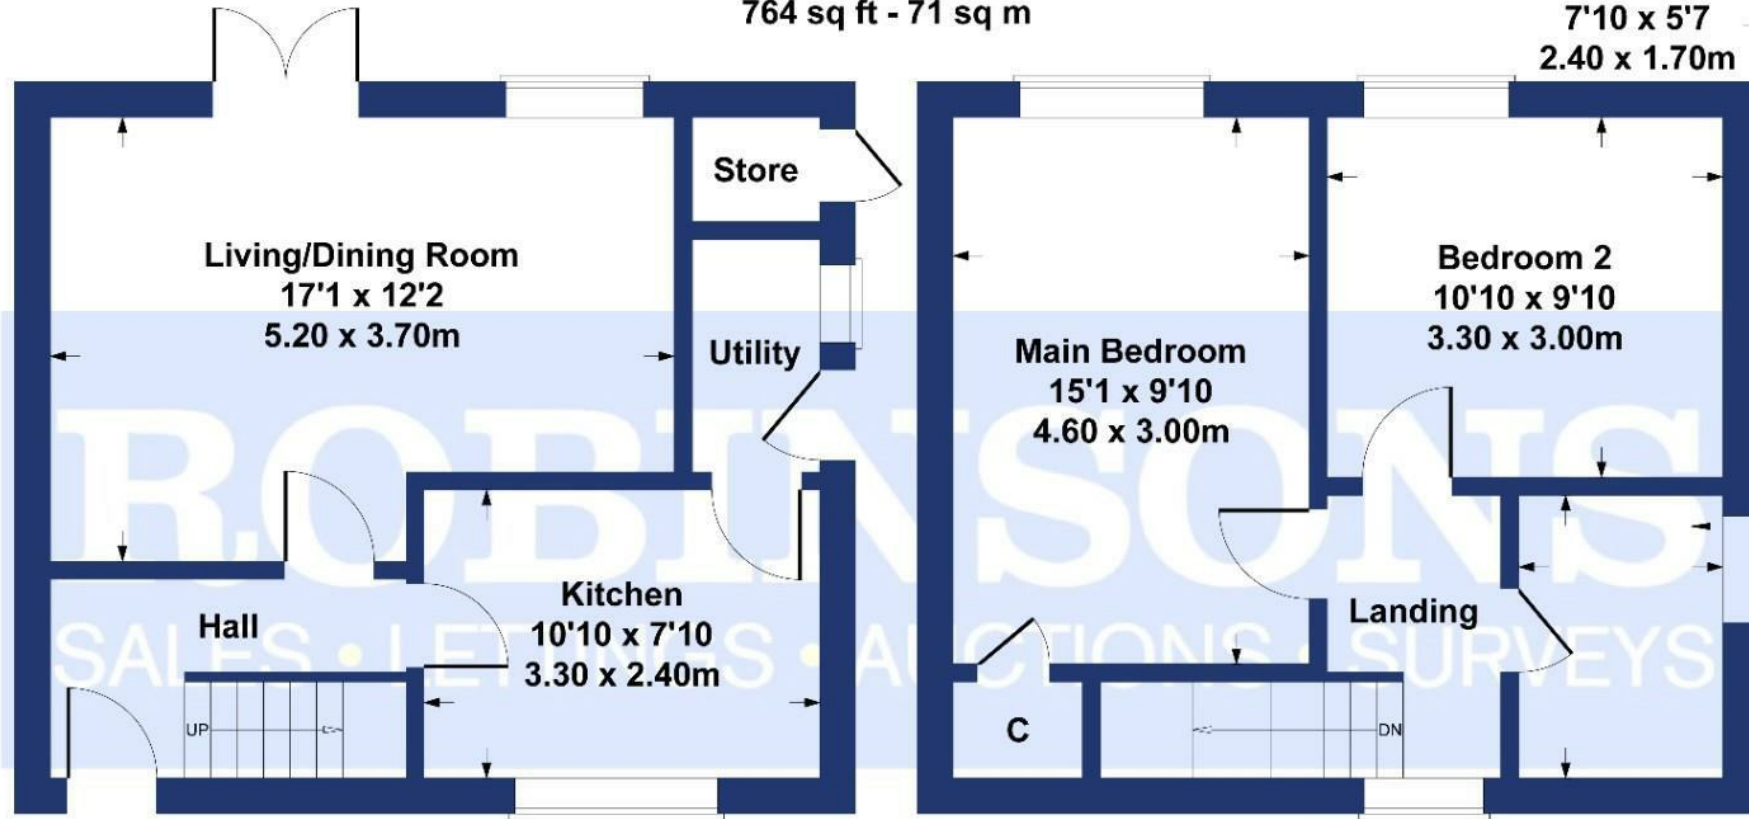 764 sq ft - 71 sq m
7'10 x 5'7
2.40 x 1.70m
Store
Living/Dining Room
17'1 x 12'2
5.20 x 3.70m
Utility
Bedroom 2
10'10 x 9'10
3.30 x 3.00m
Main Bedroom
15'1 x 9'10
4.60 x 3.00m
ROBINSONS
SALES • LETTINGS • AUCTIONS • SURVEYS
Hall
Kitchen
10'10 x 7'10
3.30 x 2.40m
Landing
UP
C
DN